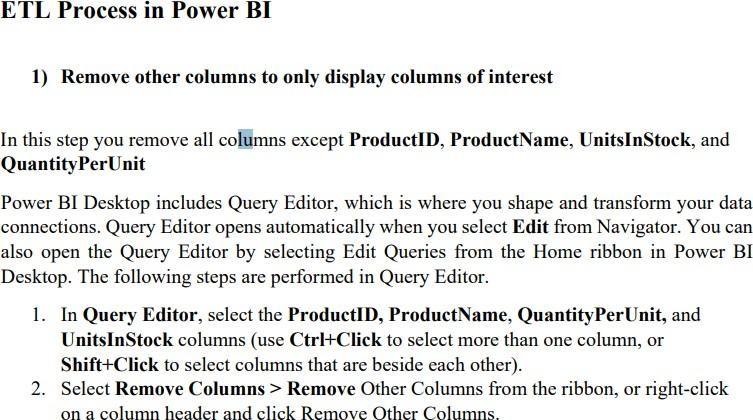 ETL Process in Power BI
1) Remove other columns to only display columns of interest
In this step you remove all columns except ProductID, ProductName, UnitsInStock, and
QuantityPerUnit
Power BI Desktop includes Query Editor, which is where you shape and transform your data
connections. Query Editor opens automatically when you select Edit from Navigator. You can
also open the Query Editor by selecting Edit Queries from the Home ribbon in Power BI
Desktop. The following steps are performed in Query Editor.
1. In Query Editor, select the ProductID, ProductName, QuantityPerUnit, and
UnitsInStock columns (use Ctrl+Click to select more than one column, or
Shift+Click to select columns that are beside each other).
2. Select Remove Columns > Remove Other Columns from the ribbon, or right-click
on a column header and click Remove Other Columns.